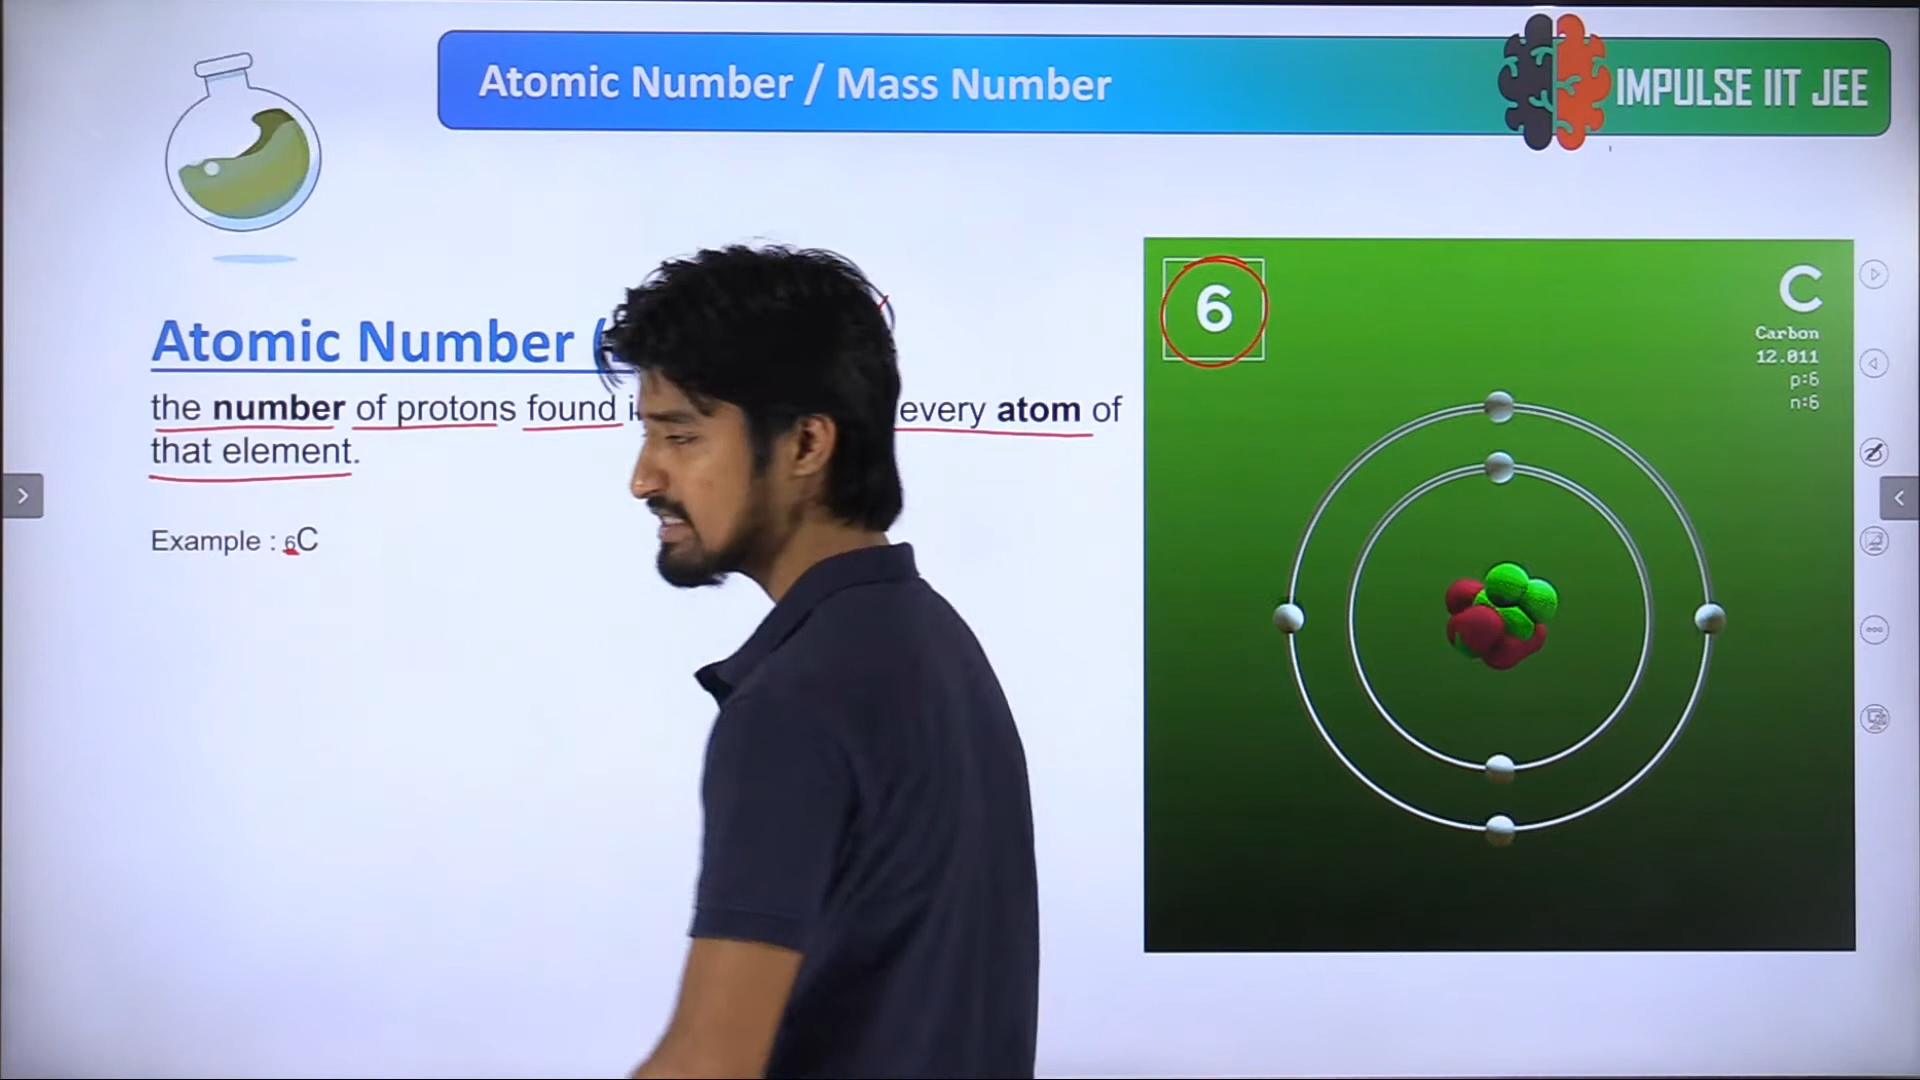 Atomic Number / Mass Number
IMPULSE IIT JEE
Atomic Number (
the number of protons found
every atom of
that element.
Example : ₆C
6
C
Carbon
12.011
p:6
n:6